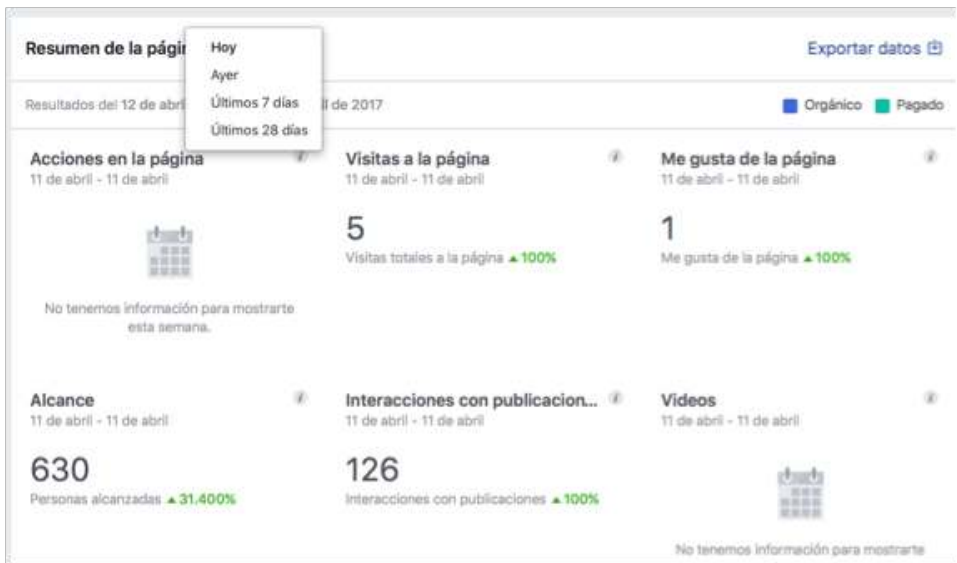 Resumen de la págin
Hoy
Ayer
Últimos 7 días
Últimos 28 días
Exportar datos
Resultados del 12 de abril
l de 2017
Orgánico
Pagado
Acciones en la página
11 de abril - 11 de abril
No tenemos información para mostrarte
esta semana.
Visitas a la página
11 de abril - 11 de abril
5
Visitas totales a la página ▲ 100%
Me gusta de la página
11 de abril - 11 de abril
1
Me gusta de la página ▲ 100%
Alcance
11 de abril - 11 de abril
630
Personas alcanzadas ▲ 31.400%
Interacciones con publicacion...
11 de abril - 11 de abril
126
Interacciones con publicaciones ▲ 100%
Videos
11 de abril - 11 de abril
No tenemos información para mostrarte